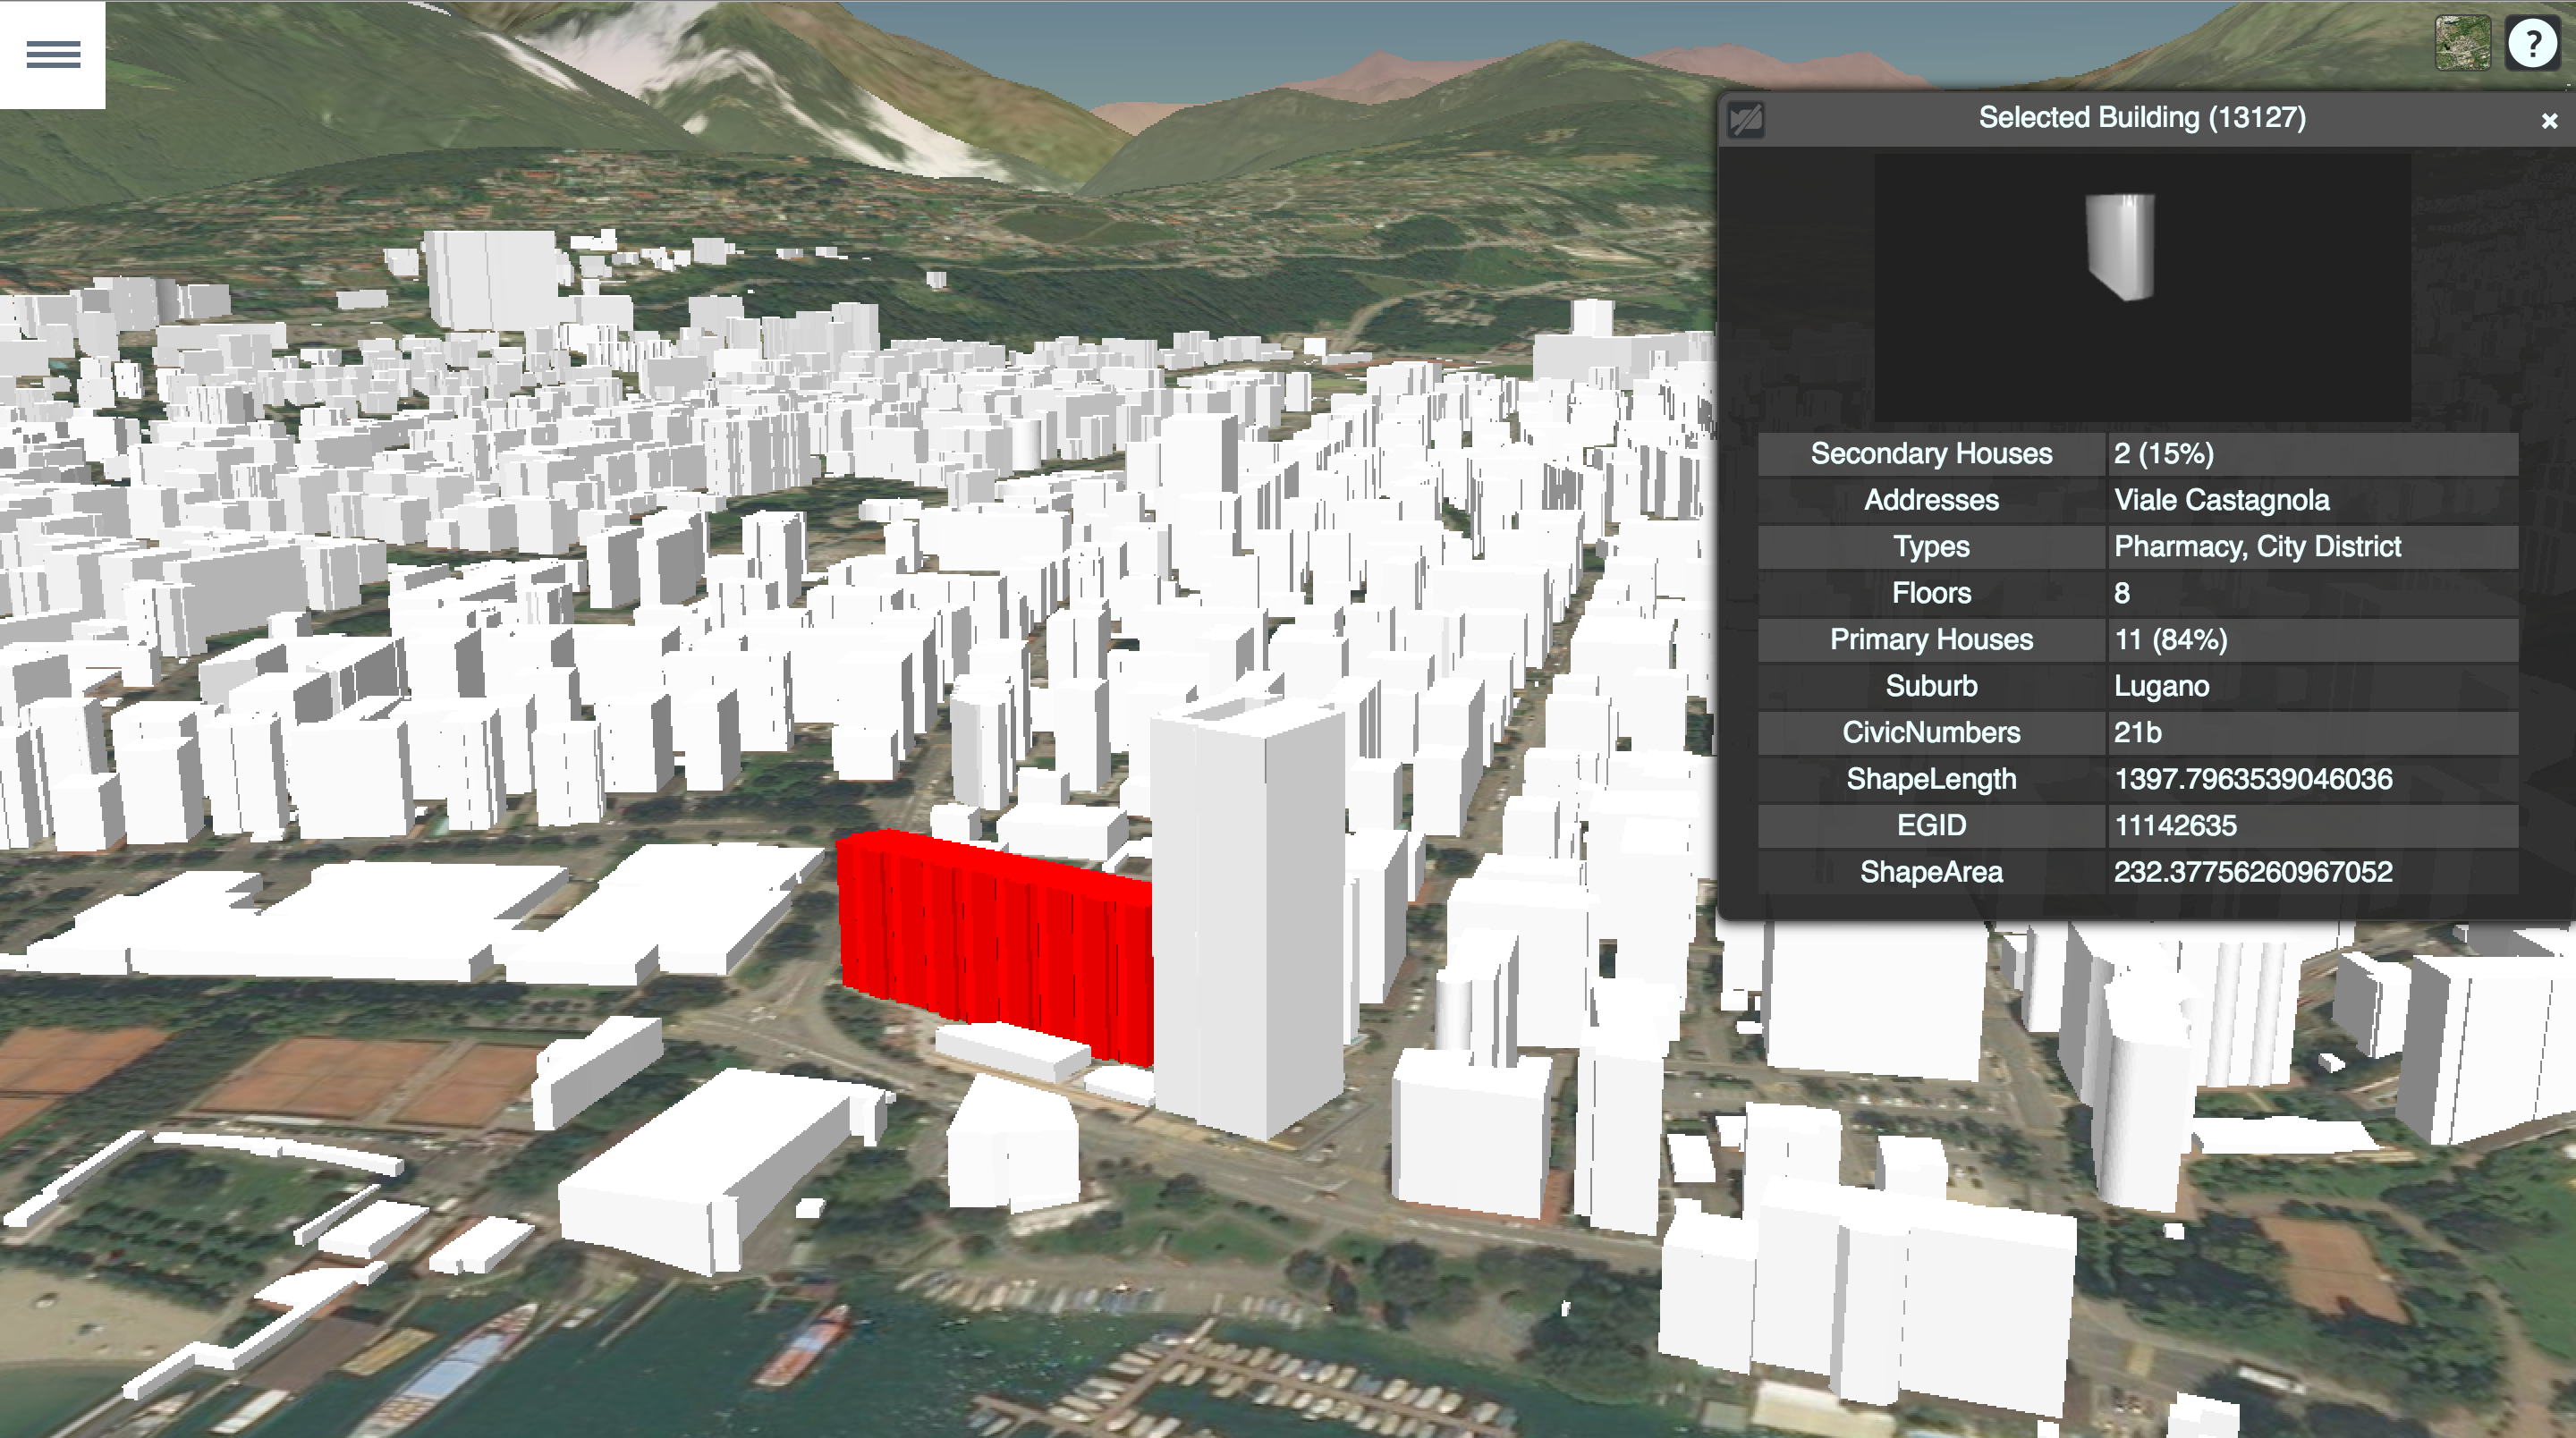 ?
Selected Building (13127) ×
Secondary Houses 2 (15%)
Addresses Viale Castagnola
Types Pharmacy, City District
Floors 8
Primary Houses 11 (84%)
Suburb Lugano
CivicNumbers 21b
ShapeLength 1397.7963539046036
EGID 11142635
ShapeArea 232.37756260967052